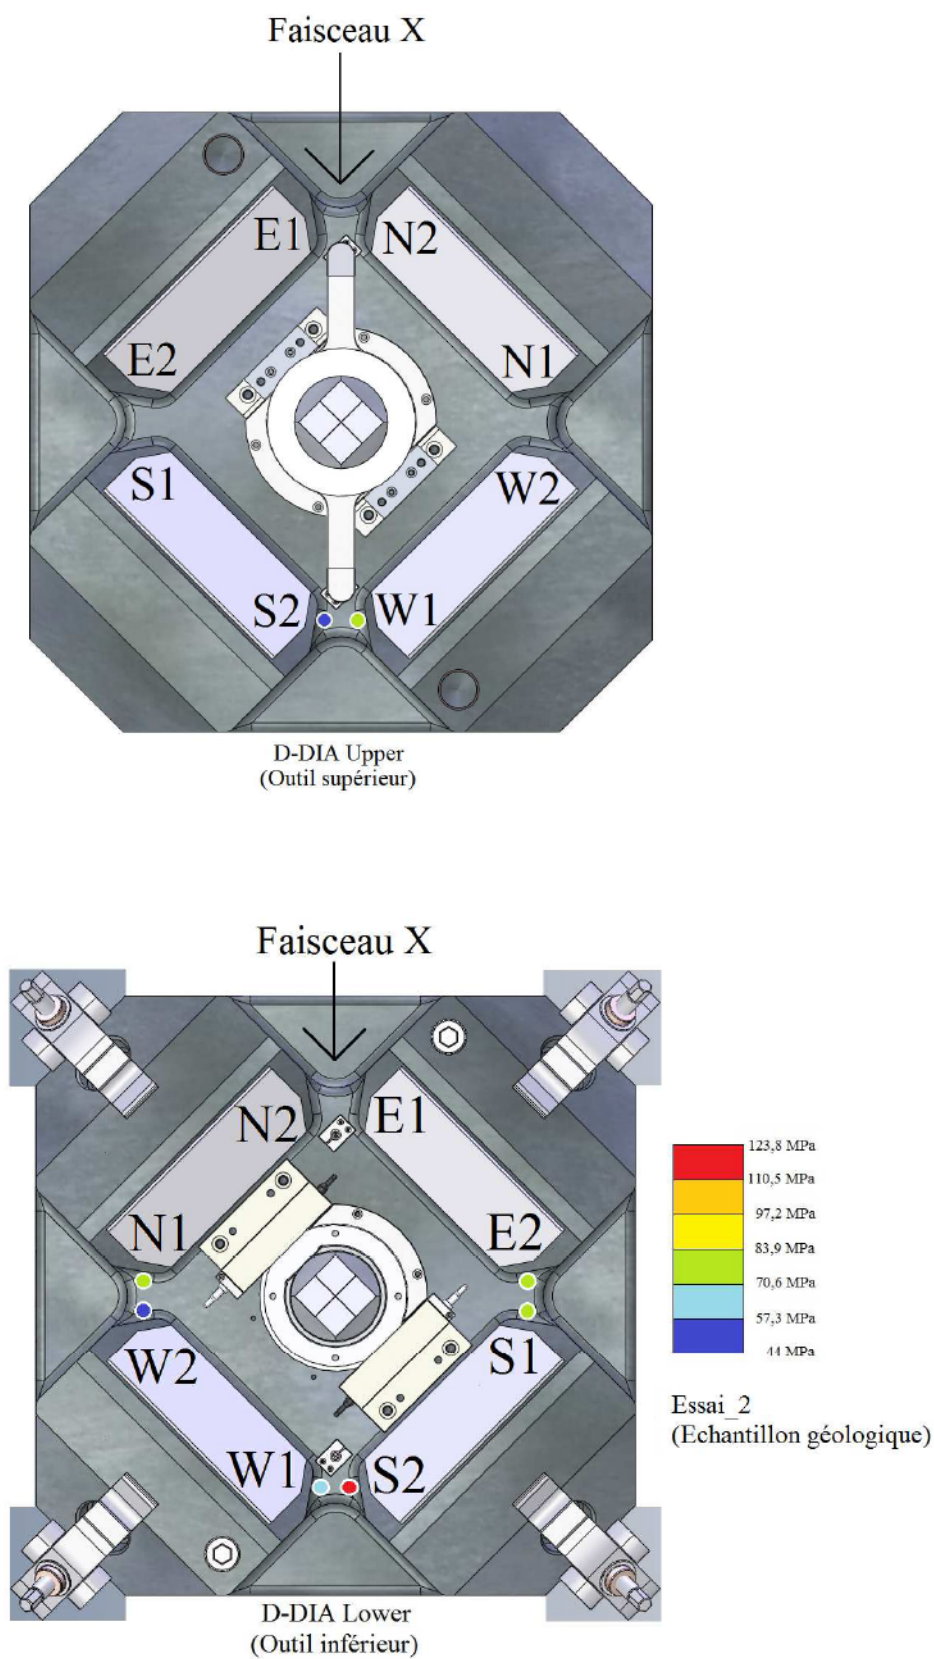 Faisceau X
E1
N2
E2
N1
S1
W2
S2
W1
D-DIA Upper
(Outil supérieur)
Faisceau X
N2
E1
N1
E2
W2
S1
W1
S2
123,8 MPa
110,5 MPa
97,2 MPa
83,9 MPa
70,6 MPa
57,3 MPa
44 MPa
Essai_2
(Echantillon géologique)
D-DIA Lower
(Outil inférieur)